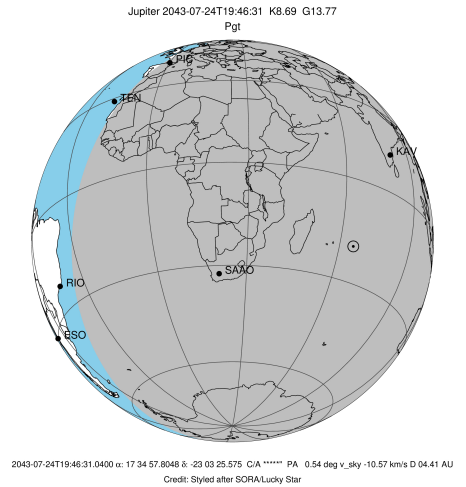 Jupiter 2043-07-24T19:46:31 K8.69 G13.77
Pgt
PIC
TEN
KAV
SAAO
RIO
ESO
2043-07-24T19:46:31.0400 α: 17 34 57.8048 δ: -23 03 25.575 C/A *****" PA 0.54 deg v_sky -10.57 km/s D 04.41 AU
Credit: Styled after SORA/Lucky Star